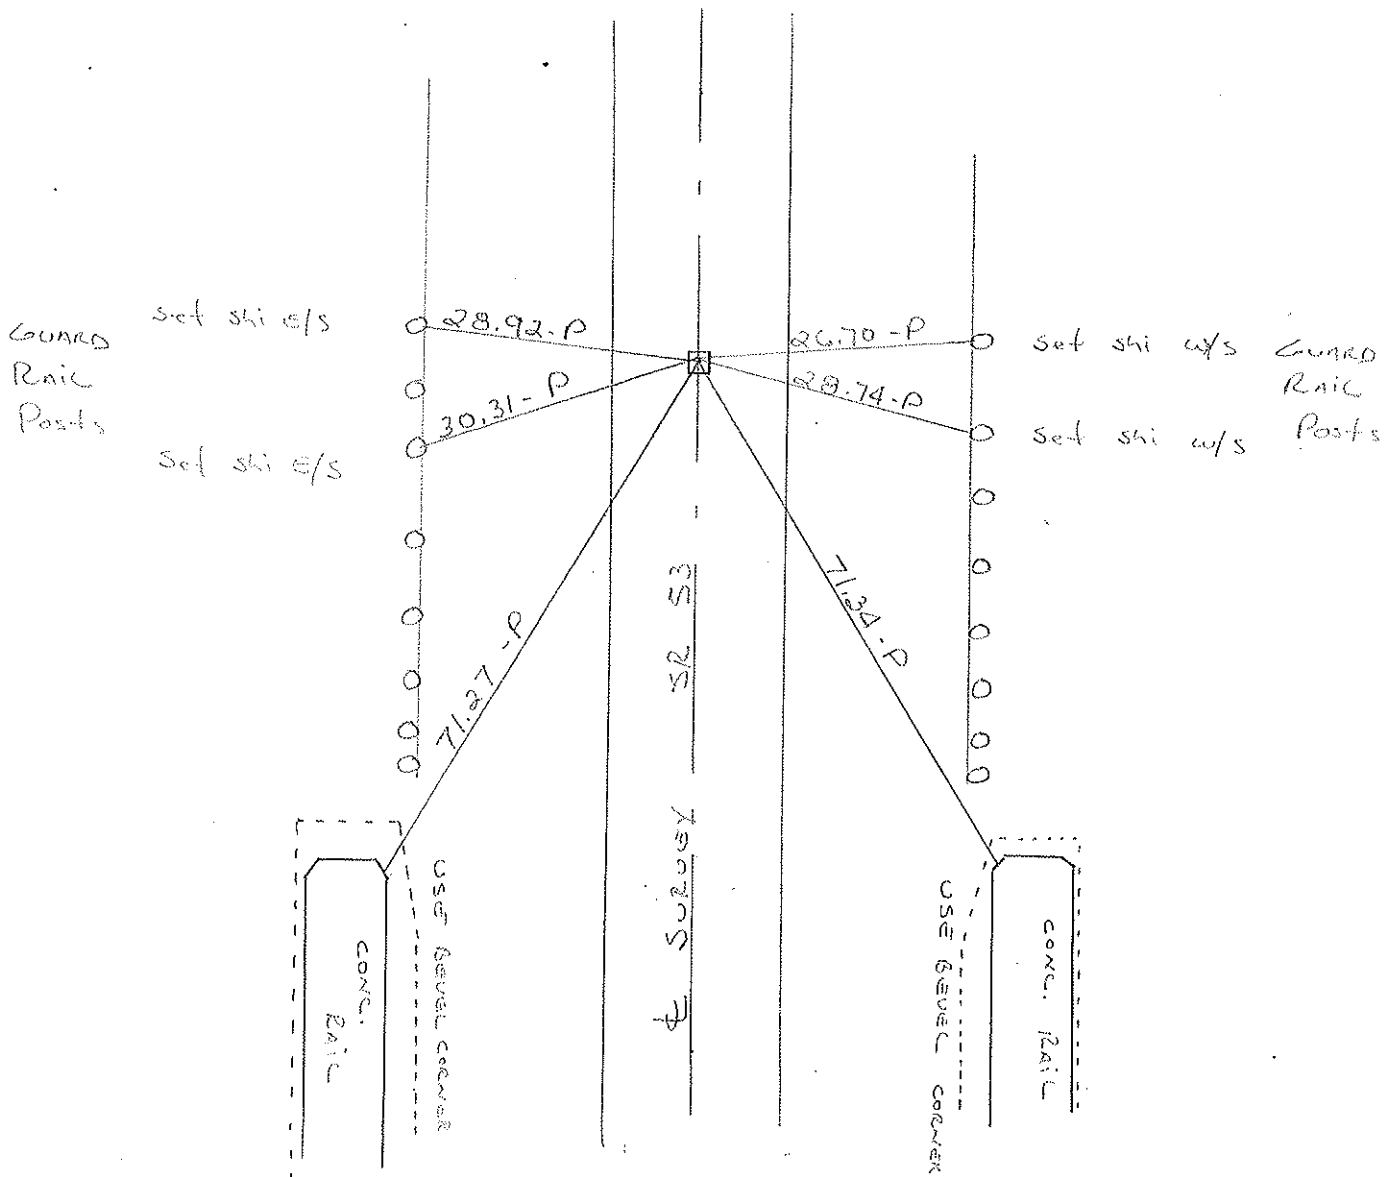 set shi E/S
28.92-P
26.70-P
set shi w/s
GUARD
RAIL
Posts
GUARD
RAIL
Posts
30.31-P
28.74-P
set shi E/S
set shi w/s
71.27-P
71.34-P
℄ SURVEY SR 53
USE BEVEL CORNER
USE BEVEL CORNER
CONC.
RAIL
CONC. RAIL